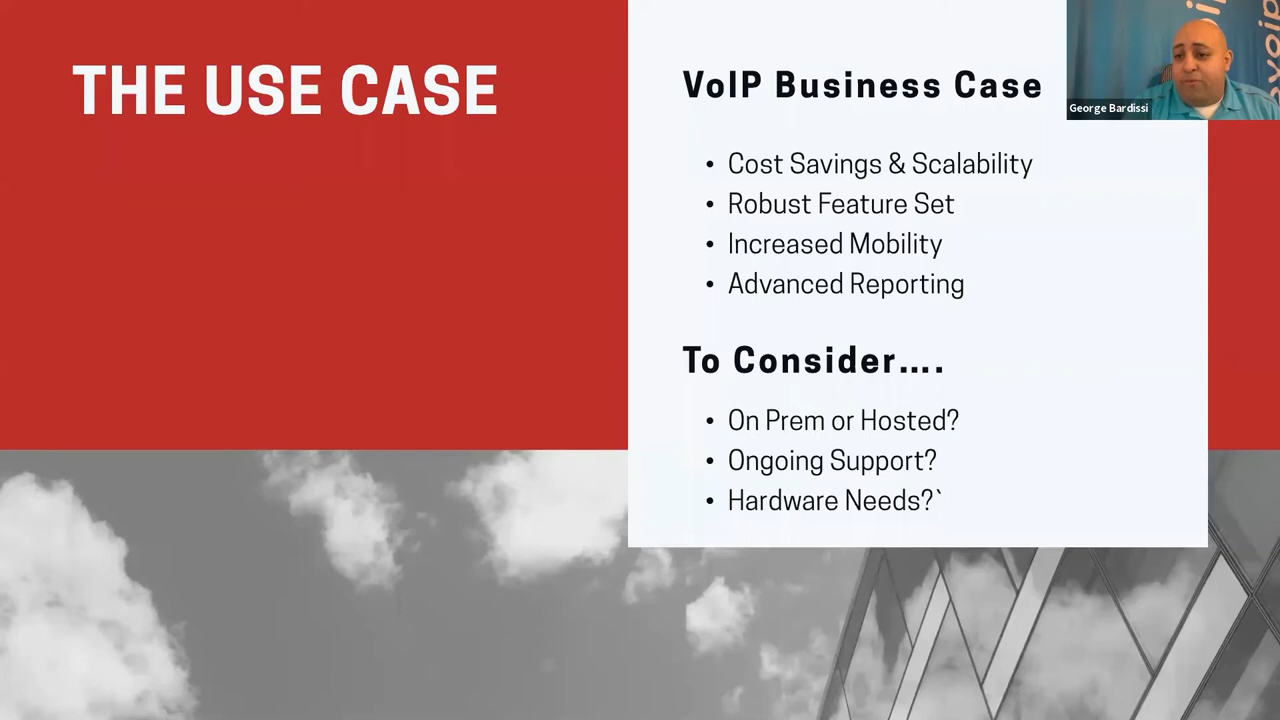 THE USE CASE
VoIP Business Case
• Cost Savings & Scalability
• Robust Feature Set
• Increased Mobility
• Advanced Reporting
To Consider....
• On Prem or Hosted?
• Ongoing Support?
• Hardware Needs?`
George Bardissi